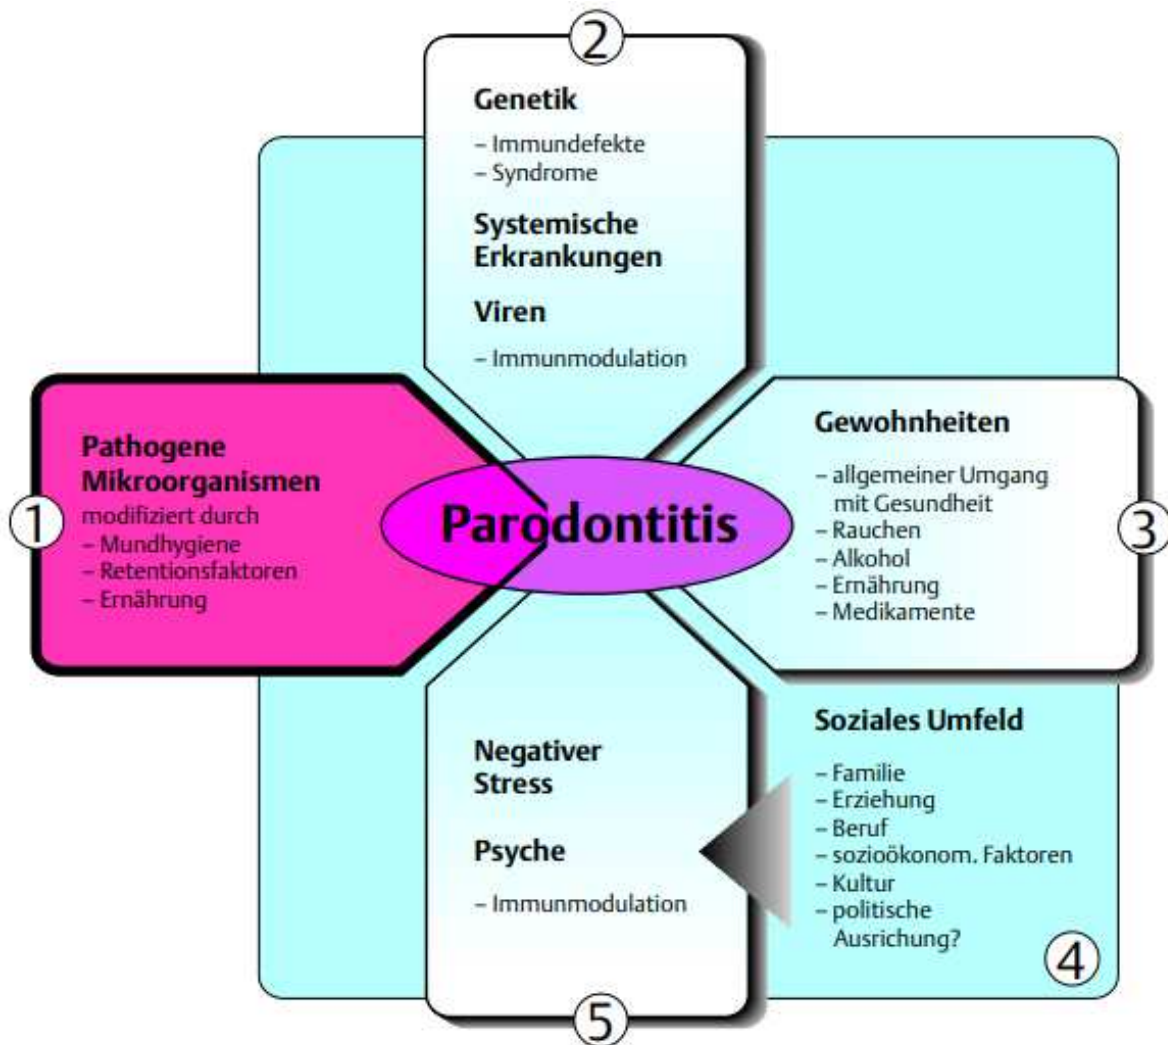 2
Genetik
– Immundefekte
– Syndrome
Systemische
Erkrankungen
Viren
– Immunmodulation
1
Pathogene
Mikroorganismen
modifiziert durch
– Mundhygiene
– Retentionsfaktoren
– Ernährung
Parodontitis
3
Gewohnheiten
– allgemeiner Umgang
mit Gesundheit
– Rauchen
– Alkohol
– Ernährung
– Medikamente
Soziales Umfeld
– Familie
– Erziehung
– Beruf
– sozioökonom. Faktoren
– Kultur
– politische
Ausrichung?
4
Negativer
Stress
Psyche
– Immunmodulation
5